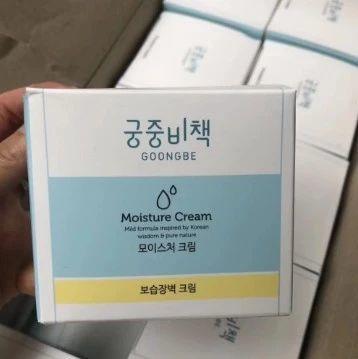 궁중비책
GOONGBE
Moisture Cream
Mild formula inspired by Korean
wisdom & pure nature
모이스처 크림
보습장벽 크림